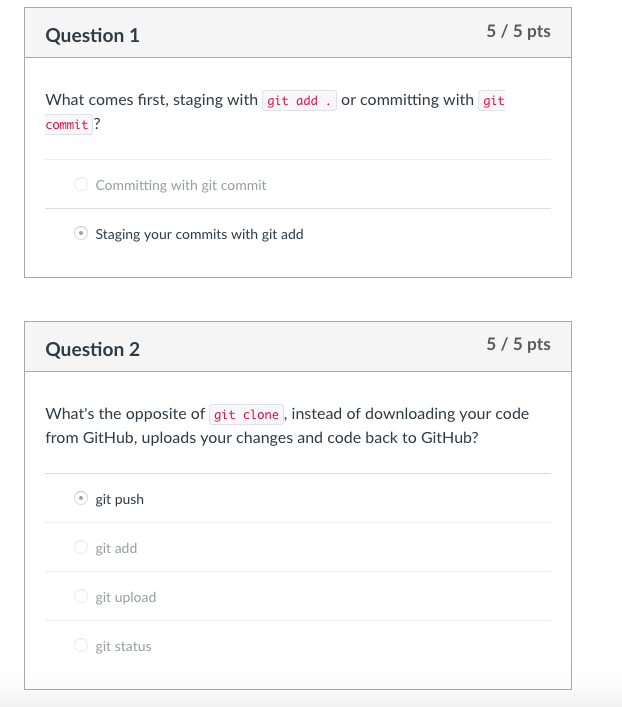 Question 1
5 / 5 pts
What comes first, staging with git add . or committing with git
commit ?
Committing with git commit
Staging your commits with git add
Question 2
5 / 5 pts
What's the opposite of git clone , instead of downloading your code
from GitHub, uploads your changes and code back to GitHub?
git push
git add
git upload
git status